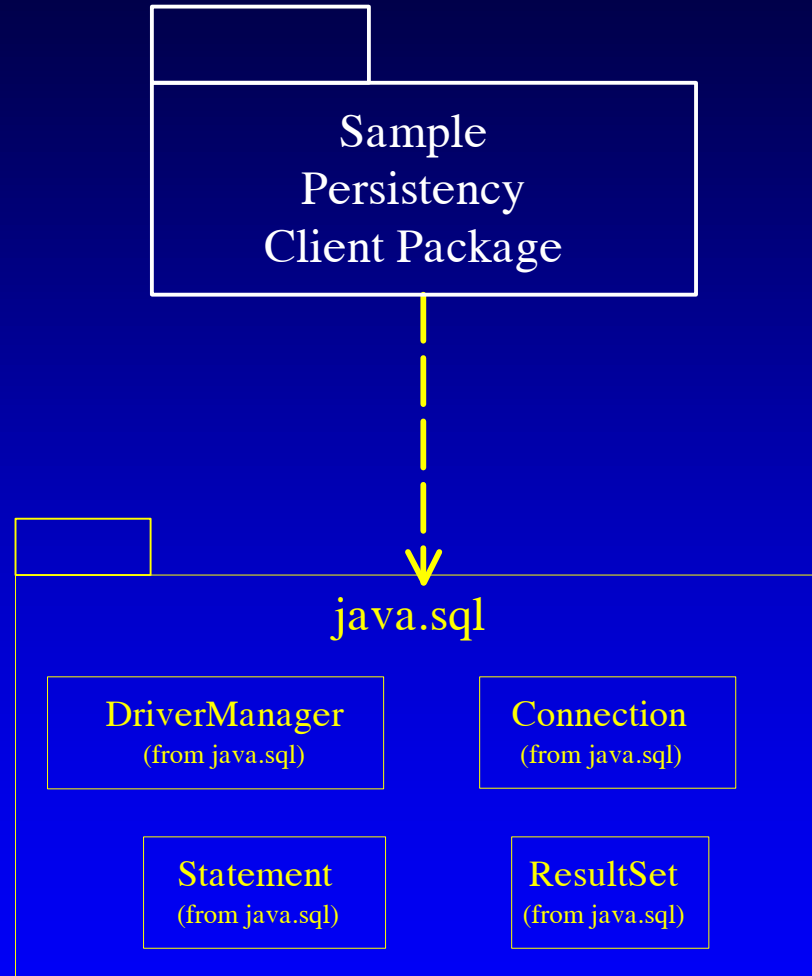 Sample
Persistency
Client Package
java.sql
DriverManager
(from java.sql)
Connection
(from java.sql)
Statement
(from java.sql)
ResultSet
(from java.sql)